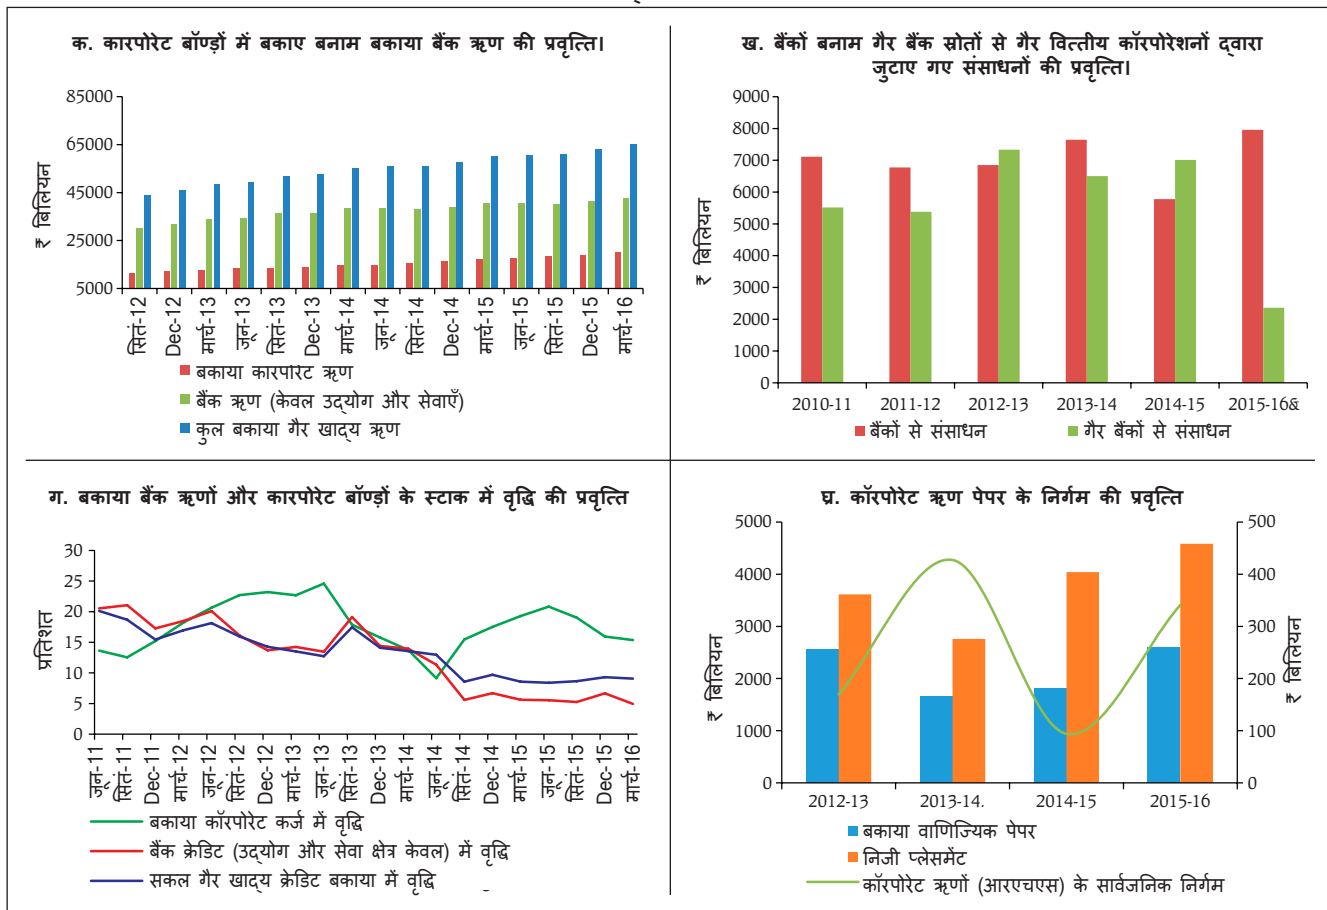 क. कारपोरेट बॉण्ड़ों में बकाए बनाम बकाया बैंक ऋण की प्रवृत्ति।
85000
65000
45000
25000
5000
₹ बिलियन
सितं-12
Dec-12
मार्च-13
जून-13
सितं-13
Dec-13
मार्च-14
जून-14
सितं-14
Dec-14
मार्च-15
जून-15
सितं-15
Dec-15
मार्च-16
बकाया कारपोरेट ऋण
बैंक ऋण (केवल उद्योग और सेवाएँ)
कुल बकाया गैर खाद्य ऋण
ख. बैंकों बनाम गैर बैंक स्रोतों से गैर वित्तीय कॉरपोरेशनों द्वारा
जुटाए गए संसाधनों की प्रवृत्ति।
9000
8000
7000
6000
5000
4000
3000
2000
1000
0
₹ बिलियन
2010-11
2011-12
2012-13
2013-14
2014-15
2015-16&
बैंकों से संसाधन
गैर बैंकों से संसाधन
ग. बकाया बैंक ऋणों और कारपोरेट बॉण्ड़ों के स्टाक में वृद्धि की प्रवृत्ति
30
25
20
15
10
5
0
प्रतिशत
जून-11
सितं-11
Dec-11
मार्च-12
जून-12
सितं-12
Dec-12
मार्च-13
जून-13
सितं-13
Dec-13
मार्च-14
जून-14
सितं-14
Dec-14
मार्च-15
जून-15
सितं-15
Dec-15
मार्च-16
बकाया कॉरपोरेट कर्ज में वृद्धि
बैंक क्रेडिट (उद्योग और सेवा क्षेत्र केवल) में वृद्धि
सकल गैर खाद्य क्रेडिट बकाया में वृद्धि
घ. कॉरपोरेट ऋण पेपर के निर्गम की प्रवृत्ति
5000
4000
3000
2000
1000
0
₹ बिलियन
500
400
300
200
100
0
₹ बिलियन
2012-13
2013-14.
2014-15
2015-16
बकाया वाणिज्यिक पेपर
निजी प्लेसमेंट
कॉरपोरेट ऋणों (आरएचएस) के सार्वजनिक निर्गम